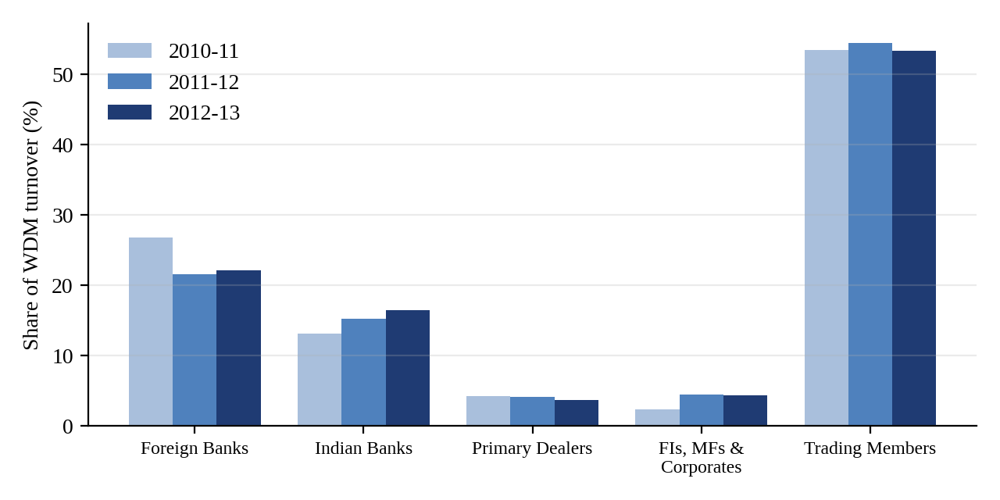 2010-11
2011-12
2012-13
Share of WDM turnover (%)
50
40
30
20
10
0
Foreign Banks
Indian Banks
Primary Dealers
FIs, MFs &
Corporates
Trading Members